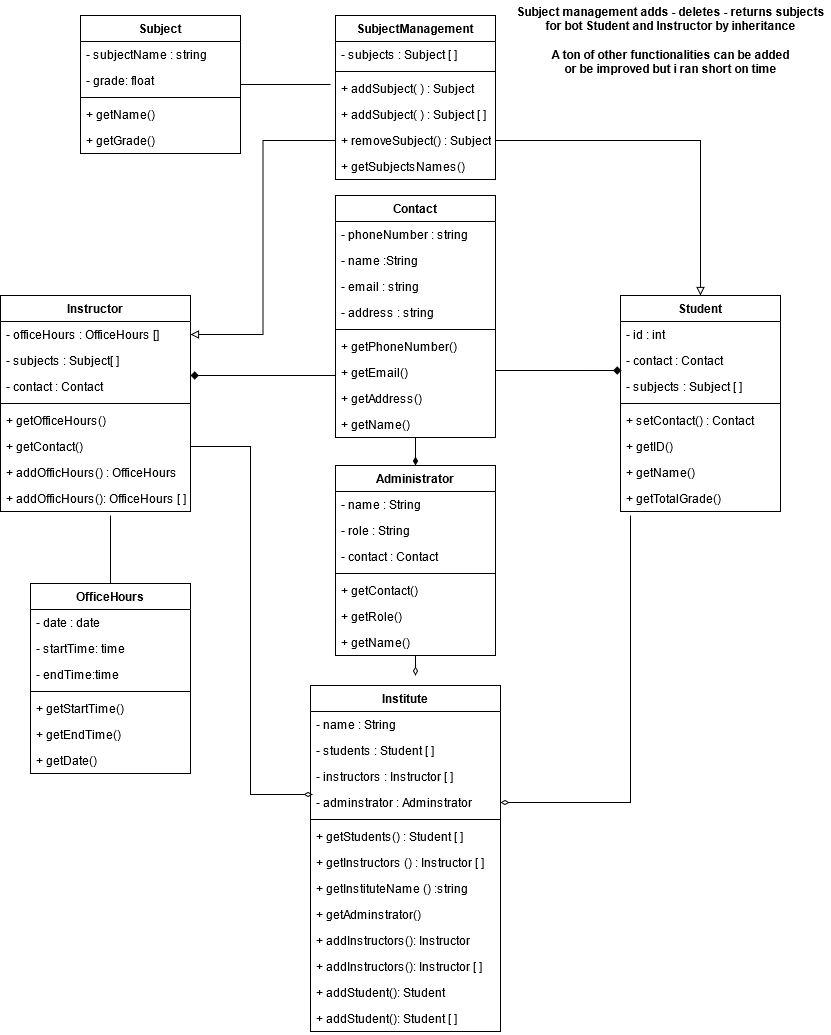 Subject management adds - deletes - returns subjects
for bot Student and Instructor by inheritance
A ton of other functionalities can be added
or be improved but i ran short on time
Subject
- subjectName : string
- grade: float
+ getName()
+ getGrade()
SubjectManagement
- subjects : Subject [ ]
+ addSubject( ) : Subject
+ addSubject( ) : Subject [ ]
+ removeSubject() : Subject
+ getSubjectsNames()
Contact
- phoneNumber : string
- name :String
- email : string
- address : string
+ getPhoneNumber()
+ getEmail()
+ getAddress()
+ getName()
Instructor
- officeHours : OfficeHours []
- subjects : Subject[ ]
- contact : Contact
+ getOfficeHours()
+ getContact()
+ addOfficHours() : OfficeHours
+ addOfficHours(): OfficeHours [ ]
Student
- id : int
- contact : Contact
- subjects : Subject [ ]
+ setContact() : Contact
+ getID()
+ getName()
+ getTotalGrade()
Administrator
- name : String
- role : String
- contact : Contact
+ getContact()
+ getRole()
+ getName()
OfficeHours
- date : date
- startTime: time
- endTime:time
+ getStartTime()
+ getEndTime()
+ getDate()
Institute
- name : String
- students : Student [ ]
- instructors : Instructor [ ]
- adminstrator : Adminstrator
+ getStudents() : Student [ ]
+ getInstructors () : Instructor [ ]
+ getInstituteName () :string
+ getAdminstrator()
+ addInstructors(): Instructor
+ addInstructors(): Instructor [ ]
+ addStudent(): Student
+ addStudent(): Student [ ]